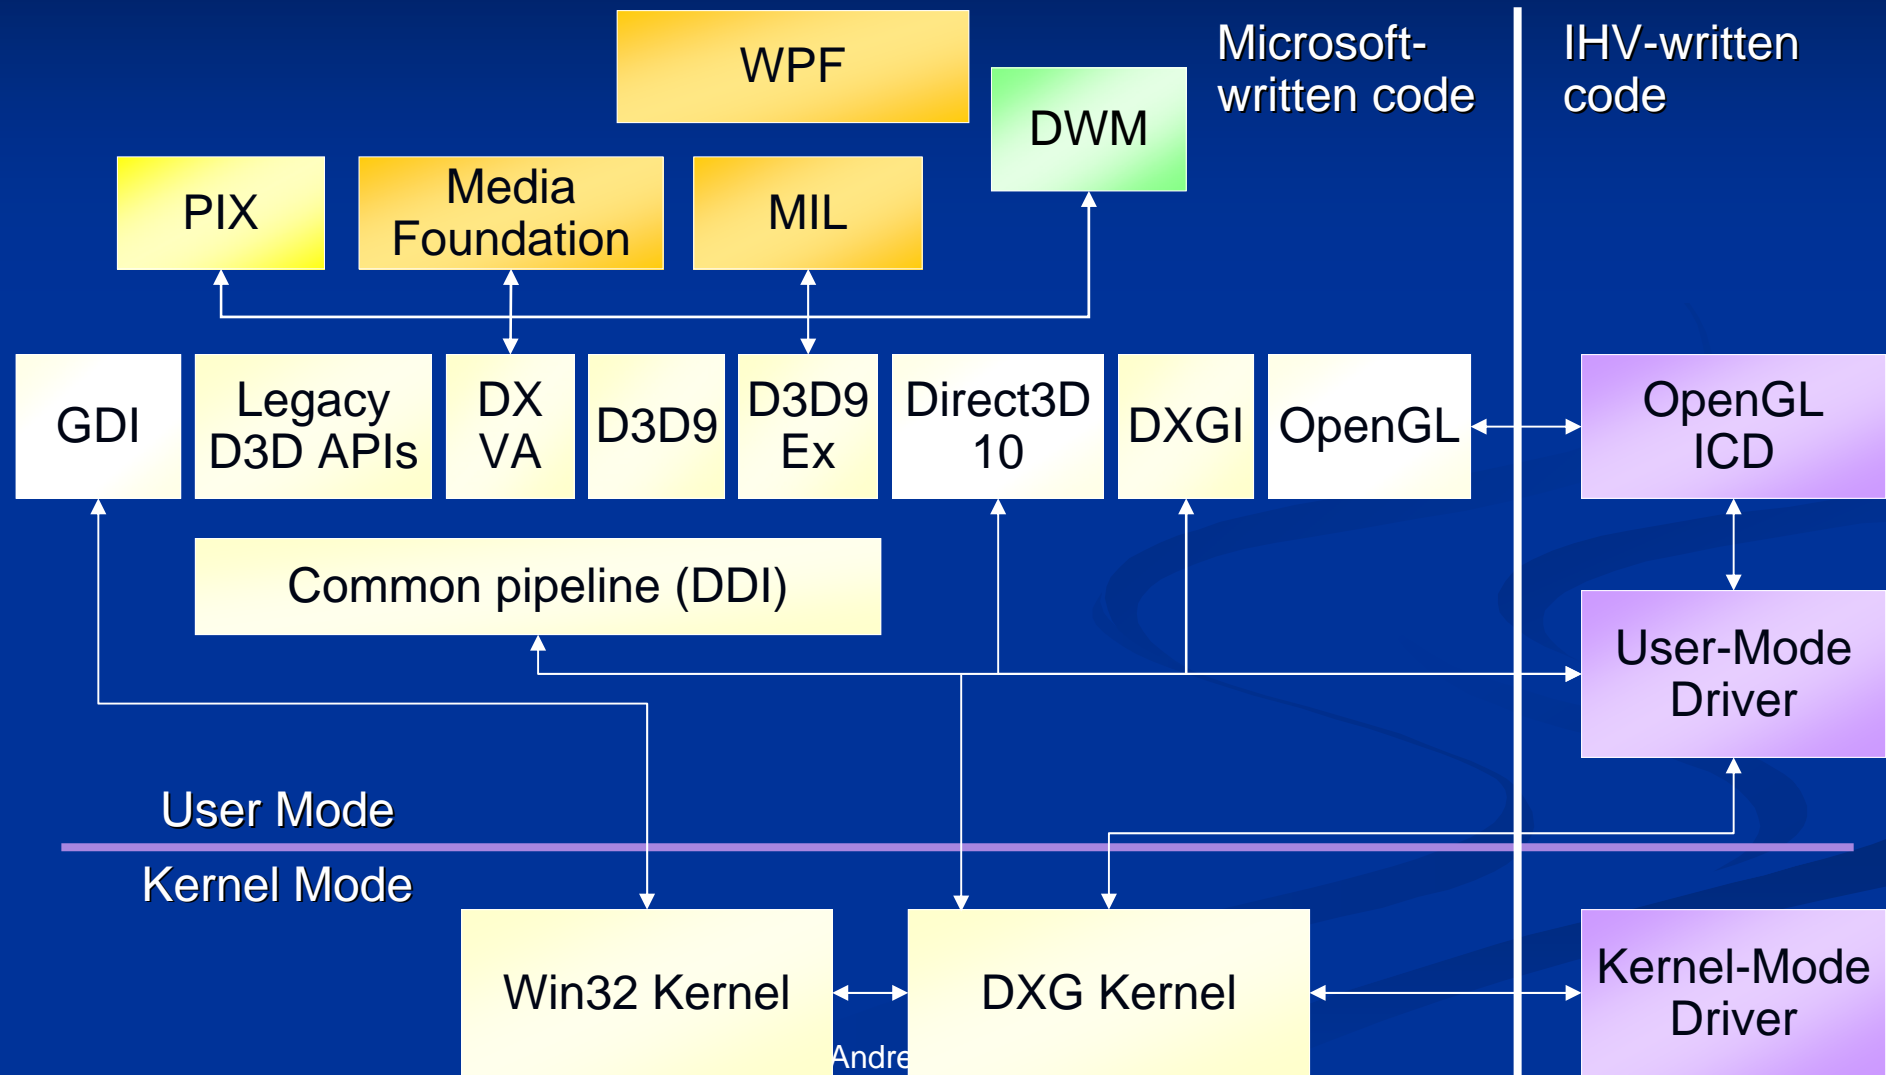 WPF
Microsoft-
written code
IHV-written
code
DWM
PIX
Media
Foundation
MIL
GDI
Legacy
D3D APIs
DX
VA
D3D9
D3D9
Ex
Direct3D
10
DXGI
OpenGL
OpenGL
ICD
Common pipeline (DDI)
User-Mode
Driver
User Mode
Kernel Mode
Win32 Kernel
DXG Kernel
Kernel-Mode
Driver
Andre